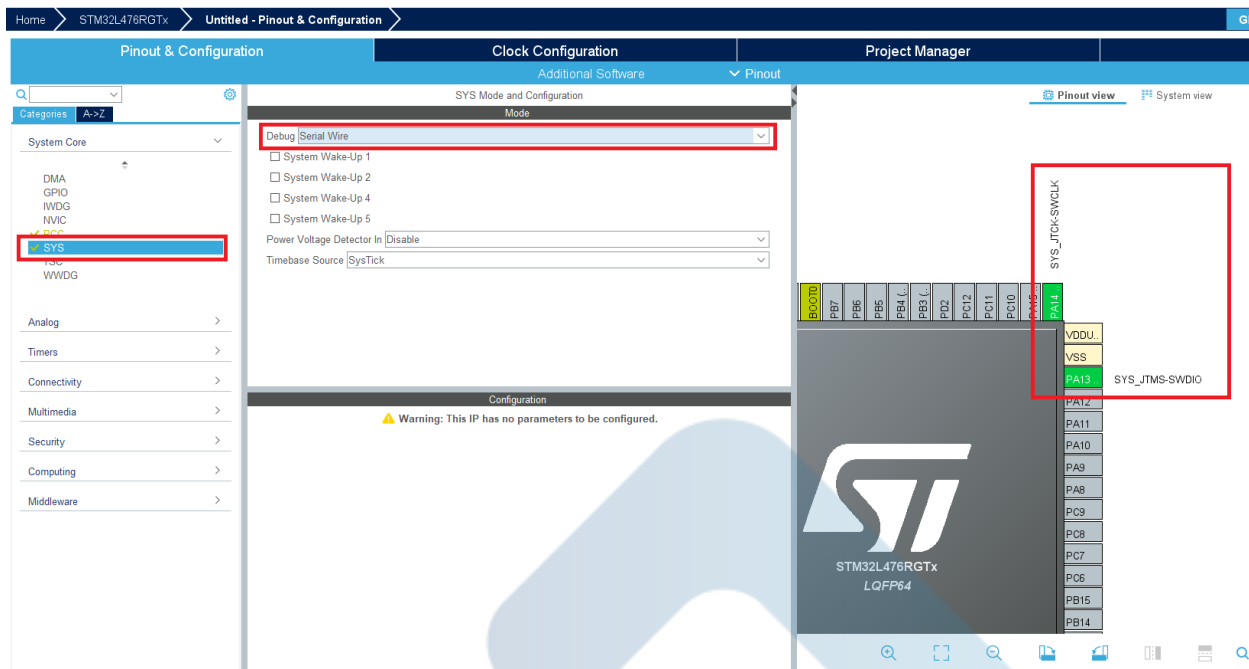 Home STM32L476RGTx Untitled - Pinout & Configuration
Pinout & Configuration Clock Configuration Project Manager
Additional Software Pinout
SYS Mode and Configuration
Pinout view System view
Categories A->Z
Mode
System Core
Debug Serial Wire
System Wake-Up 1
System Wake-Up 2
System Wake-Up 4
System Wake-Up 5
Power Voltage Detector In Disable
Timebase Source SysTick
DMA
GPIO
IWDG
NVIC
RCC
SYS
TSC
WWDG
Analog
Timers
Connectivity
Multimedia
Security
Computing
Middleware
Configuration
Warning: This IP has no parameters to be configured.
SYS_JTCK-SWCLK
BOOT0 PB7 PB6 PB5 PB4 (.. PB3 (.. PD2 PC12 PC11 PC10 PA15.. PA14..
VDDU..
VSS
PA13.. SYS_JTMS-SWDIO
PA12
PA11
PA10
PA9
PA8
PC9
PC8
PC7
PC6
PB15
PB14
ST
STM32L476RGTx
LQFP64